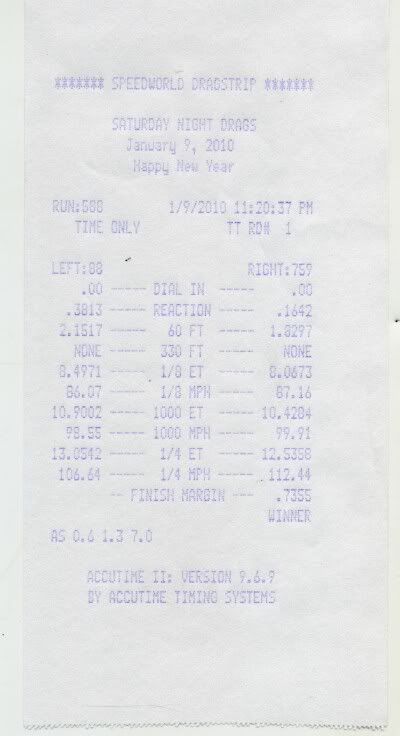 ******* SPEEDWORLD DRAGSTRIP *******
SATURDAY NIGHT DRAGS
January 9, 2010
Happy New Year
RUN:588 1/9/2010 11:20:37 PM
TIME ONLY TT RD# 1
LEFT:88 RIGHT:759
.00 ----- DIAL IN ----- .00
.3813 ----- REACTION ----- .1642
2.1517 ----- 60 FT ----- 1.8297
NONE ----- 330 FT ----- NONE
8.4971 ----- 1/8 ET ----- 8.0673
86.07 ----- 1/8 MPH ----- 87.16
10.9002 ----- 1000 ET ----- 10.4284
98.55 ----- 1000 MPH ----- 99.91
13.0542 ----- 1/4 ET ----- 12.5358
106.64 ----- 1/4 MPH ----- 112.44
-- FINISH MARGIN --- .7355
WINNER
AS 0.6 1.3 7.0
ACCUTIME II: VERSION 9.6.9
BY ACCUTIME TIMING SYSTEMS